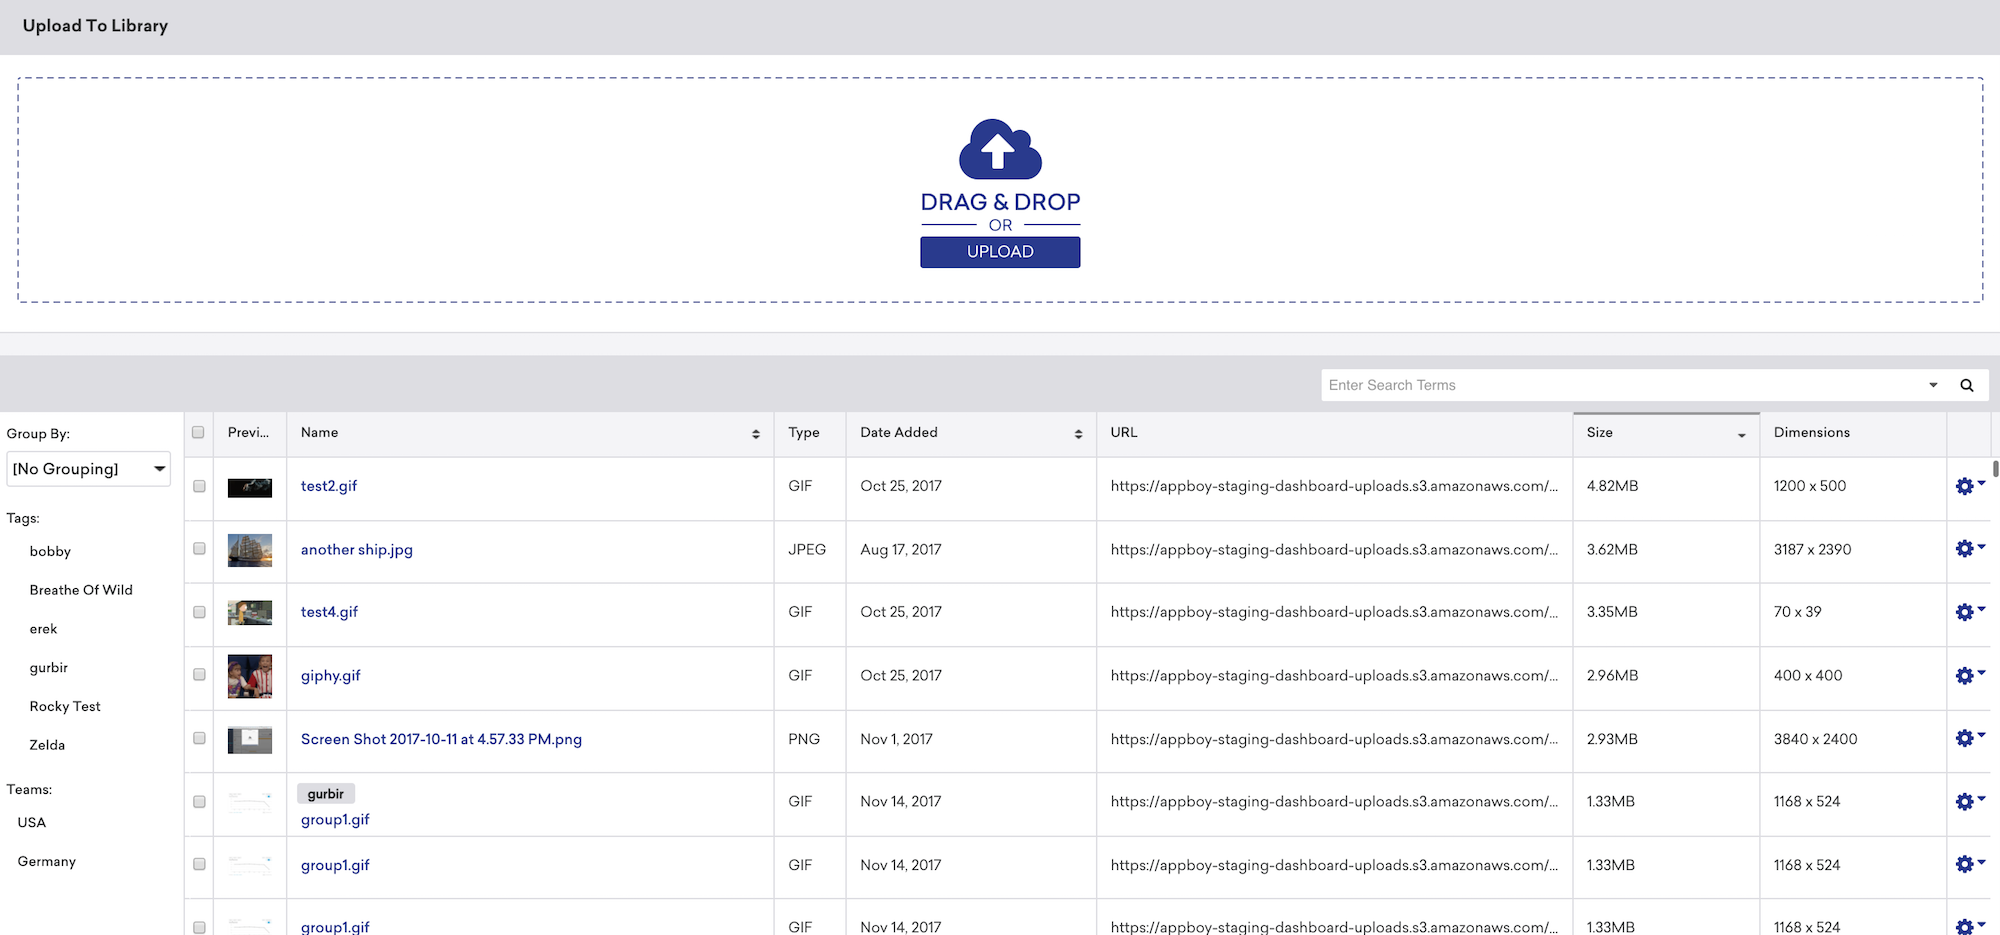 Upload To Library
DRAG & DROP
OR
UPLOAD
Enter Search Terms
Group By:
[No Grouping]
Tags:
bobby
Breathe Of Wild
erek
gurbir
Rocky Test
Zelda
Teams:
USA
Germany
Previ... Name Type Date Added URL Size Dimensions
test2.gif GIF Oct 25, 2017 https://appboy-staging-dashboard-uploads.s3.amazonaws.com/... 4.82MB 1200 x 500
another ship.jpg JPEG Aug 17, 2017 https://appboy-staging-dashboard-uploads.s3.amazonaws.com/... 3.62MB 3187 x 2390
test4.gif GIF Oct 25, 2017 https://appboy-staging-dashboard-uploads.s3.amazonaws.com/... 3.35MB 70 x 39
giphy.gif GIF Oct 25, 2017 https://appboy-staging-dashboard-uploads.s3.amazonaws.com/... 2.96MB 400 x 400
Screen Shot 2017-10-11 at 4.57.33 PM.png PNG Nov 1, 2017 https://appboy-staging-dashboard-uploads.s3.amazonaws.com/... 2.93MB 3840 x 2400
gurbir
group1.gif GIF Nov 14, 2017 https://appboy-staging-dashboard-uploads.s3.amazonaws.com/... 1.33MB 1168 x 524
group1.gif GIF Nov 14, 2017 https://appboy-staging-dashboard-uploads.s3.amazonaws.com/... 1.33MB 1168 x 524
group1.gif GIF Nov 14, 2017 https://appboy-staging-dashboard-uploads.s3.amazonaws.com/... 1.33MB 1168 x 524